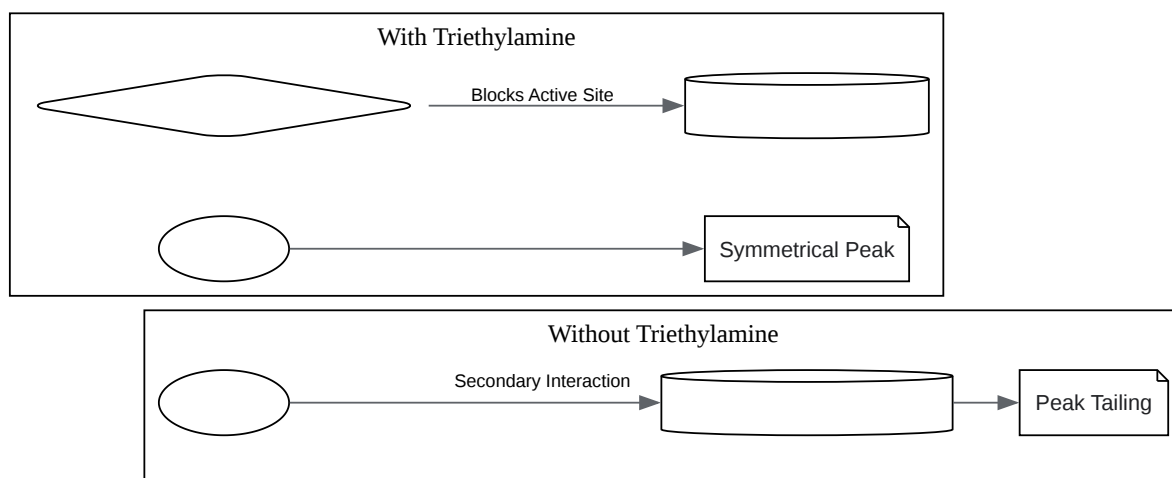 With Triethylamine
Blocks Active Site
Symmetrical Peak
Without Triethylamine
Secondary Interaction
Peak Tailing